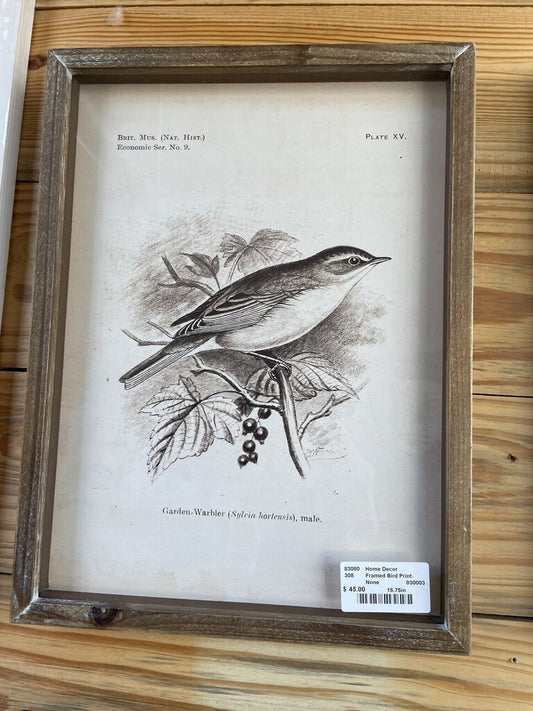 BRIT. MUS. (NAT. HIST.)
ECONOMIC SER. NO. 9.
PLATE XV.
Garden-Warbler (Sylvia hortensis), male.
83080 Home Decor
308 Framed Bird Print-
None 030003
$ 45.00 15.75in